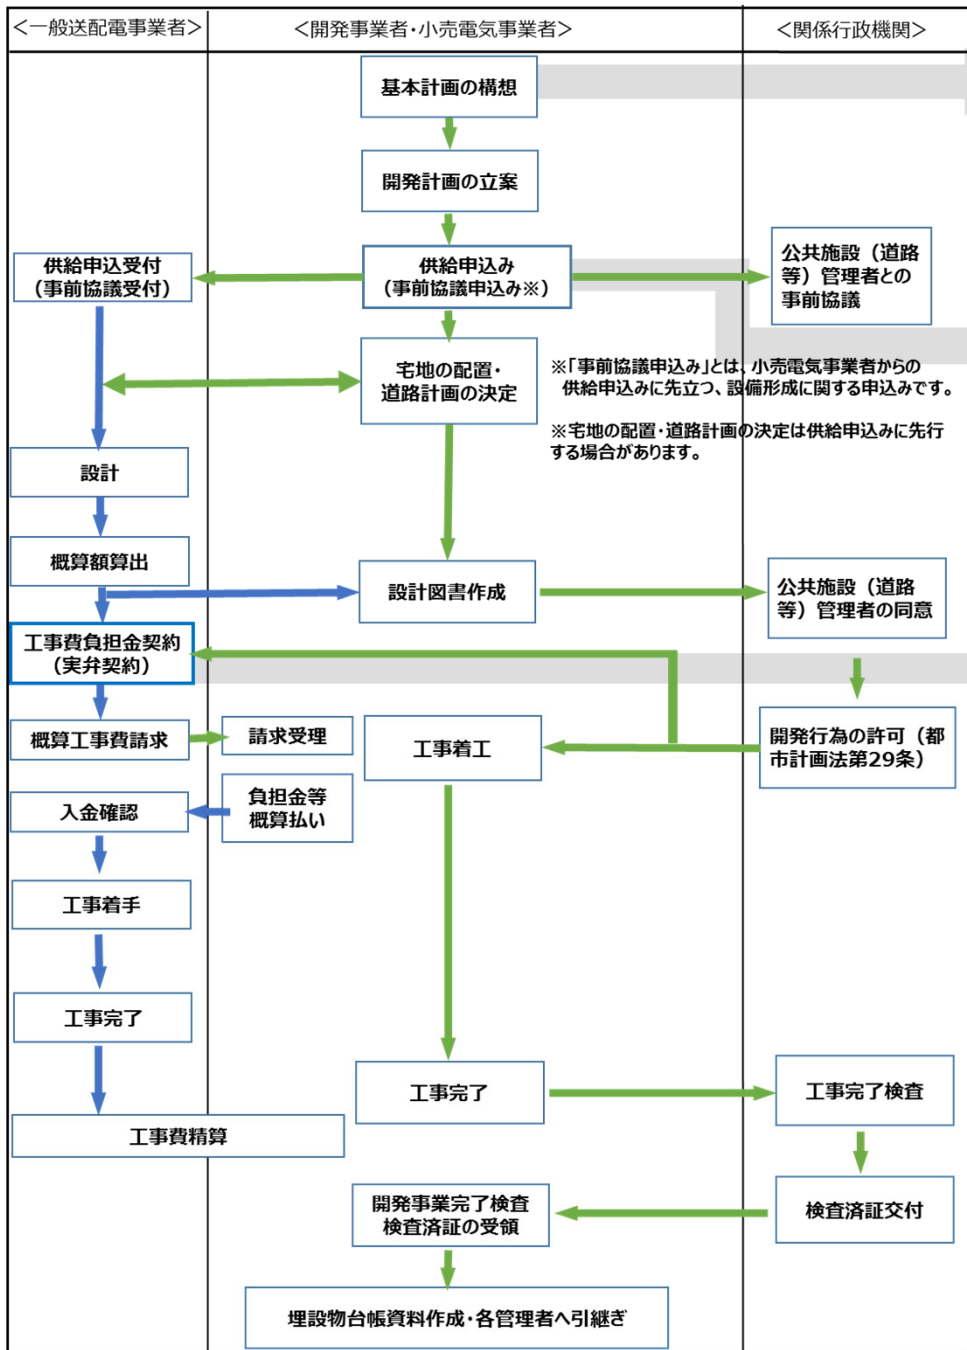 ＜一般送配電事業者＞
＜開発事業者・小売電気事業者＞
＜関係行政機関＞
基本計画の構想
開発計画の立案
供給申込受付
（事前協議受付）
供給申込み
（事前協議申込み※）
公共施設（道路
等）管理者との
事前協議
宅地の配置・
道路計画の決定
※「事前協議申込み」とは、小売電気事業者からの
供給申込みに先立つ、設備形成に関する申込みです。
※宅地の配置・道路計画の決定は供給申込みに先行
する場合があります。
設計
概算額算出
設計図書作成
公共施設（道路
等）管理者の同意
工事費負担金契約
（実弁契約）
概算工事費請求
請求受理
工事着工
開発行為の許可（都
市計画法第29条）
入金確認
負担金等
概算払い
工事着手
工事完了
工事完了
工事完了検査
工事費精算
開発事業完了検査
検査済証の受領
検査済証交付
埋設物台帳資料作成・各管理者へ引継ぎ